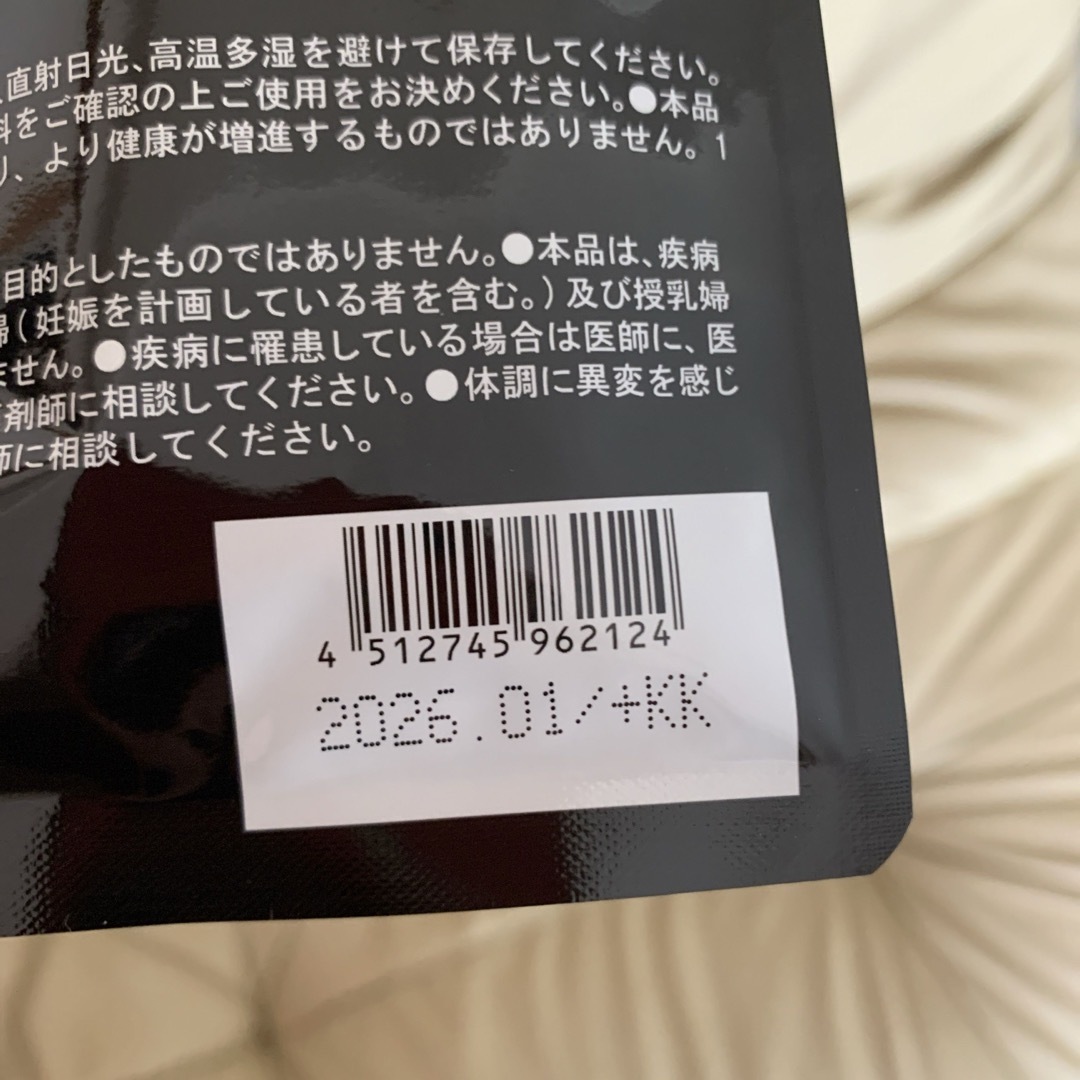 直射日光、高温多湿を避けて保存してください。
料をご確認の上ご使用をお決めください。●本品
り、より健康が増進するものではありません。1
目的としたものではありません。●本品は、疾病
婦(妊娠を計画している者を含む。)及び授乳婦
ません。●疾病に罹患している場合は医師に、医
剤師に相談してください。●体調に異変を感じ
師に相談してください。
4 512745 962124
2026.01/+KK